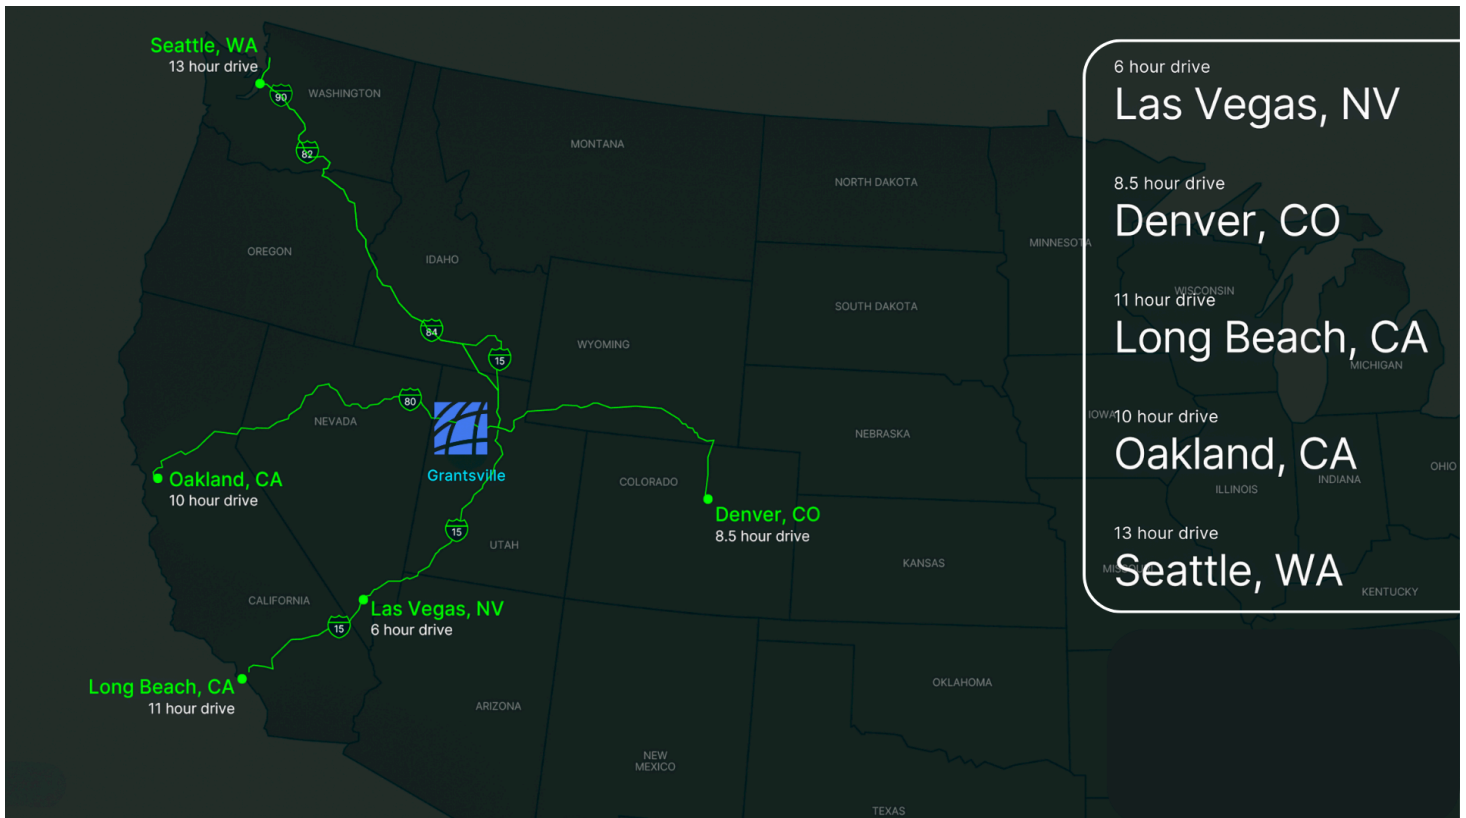 Seattle, WA
13 hour drive
90
WASHINGTON
82
MONTANA
NORTH DAKOTA
MINNESOTA
OREGON
IDAHO
SOUTH DAKOTA
WISCONSIN
84
15
WYOMING
MICHIGAN
80
NEVADA
IOWA
NEBRASKA
Grantsville
Oakland, CA
10 hour drive
COLORADO
ILLINOIS
INDIANA
OHIO
Denver, CO
8.5 hour drive
15
UTAH
KANSAS
KENTUCKY
CALIFORNIA
Las Vegas, NV
6 hour drive
15
Long Beach, CA
11 hour drive
ARIZONA
OKLAHOMA
NEW
MEXICO
TEXAS
6 hour drive
Las Vegas, NV
8.5 hour drive
Denver, CO
11 hour drive
Long Beach, CA
10 hour drive
Oakland, CA
13 hour drive
Seattle, WA